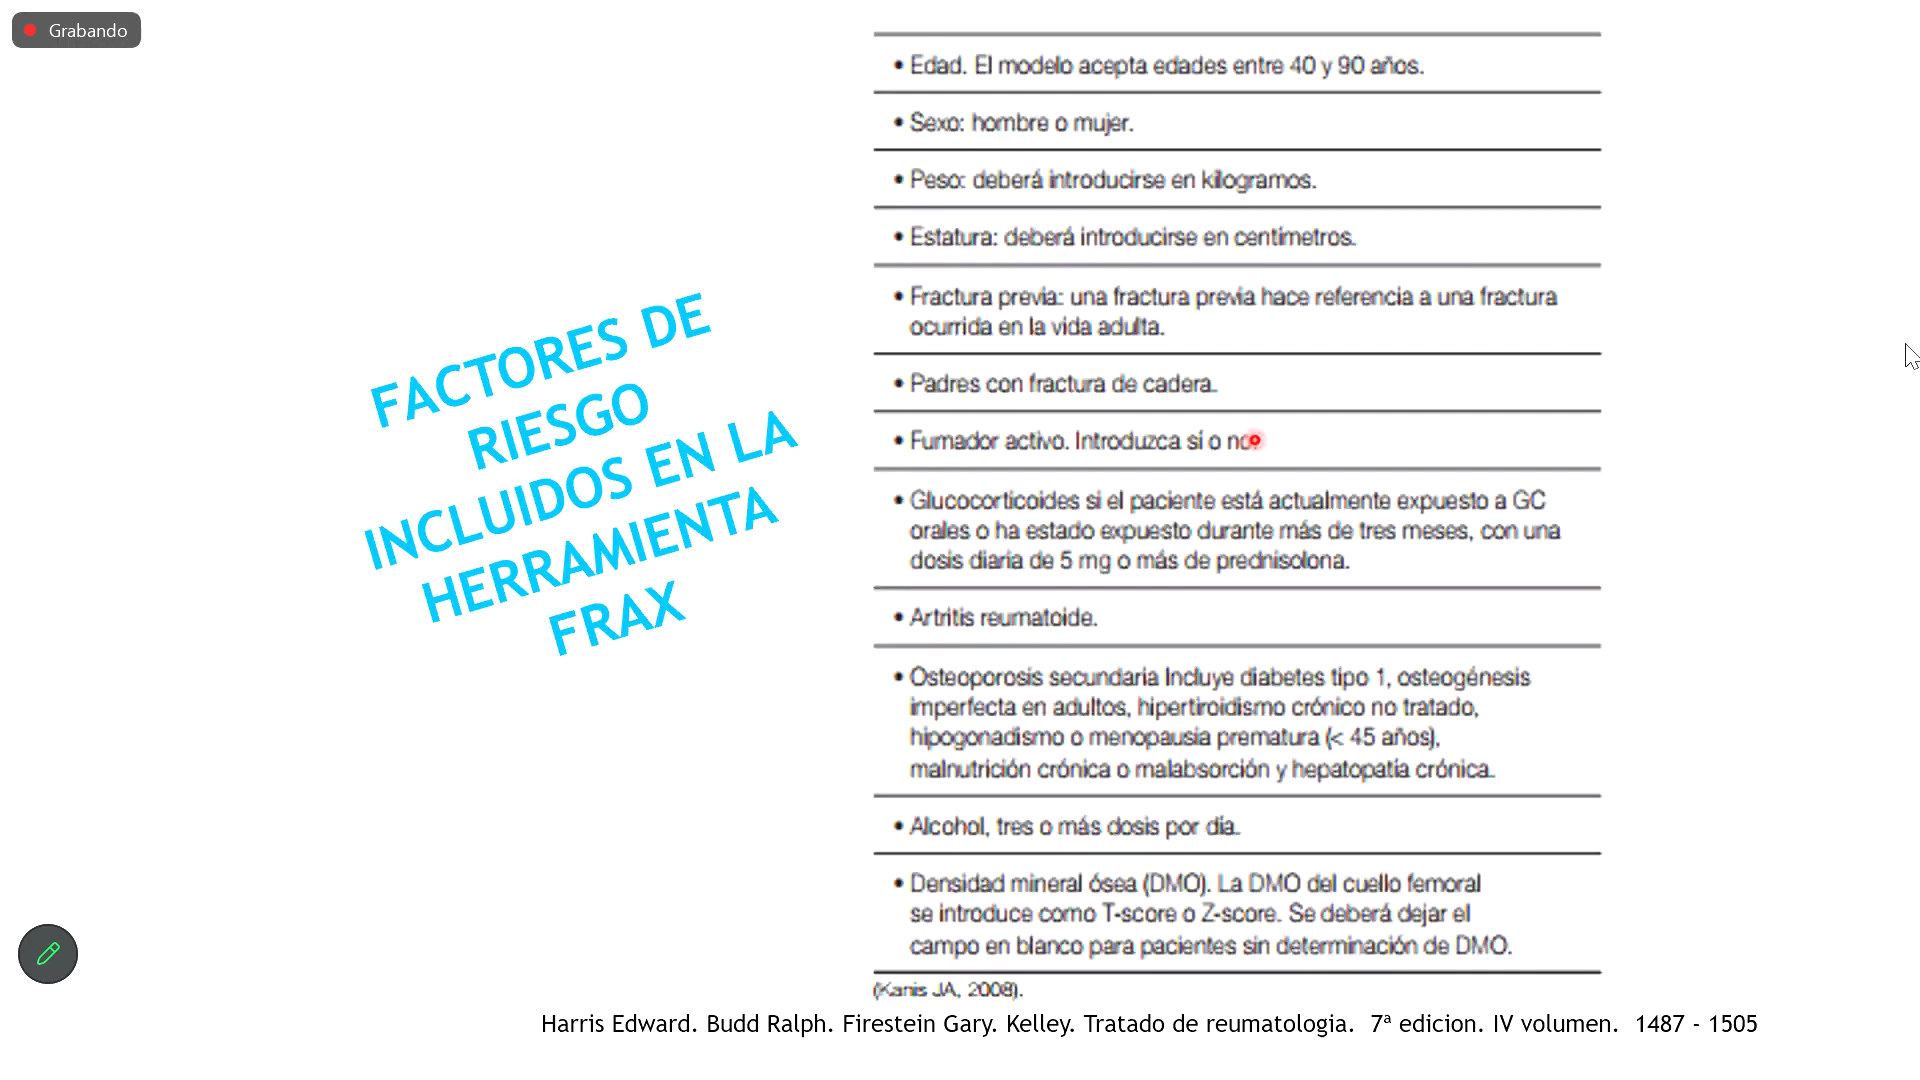 Grabando
FACTORES DE
RIESGO
INCLUIDOS EN LA
HERRAMIENTA
FRAX
• Edad. El modelo acepta edades entre 40 y 90 años.
• Sexo: hombre o mujer.
• Peso: deberá introducirse en kilogramos.
• Estatura: deberá introducirse en centímetros.
• Fractura previa: una fractura previa hace referencia a una fractura
ocurrida en la vida adulta.
• Padres con fractura de cadera.
• Fumador activo. Introduzca sí o no
• Glucocorticoides si el paciente está actualmente expuesto a GC
orales o ha estado expuesto durante más de tres meses, con una
dosis diaria de 5 mg o más de prednisolona.
• Artritis reumatoide.
• Osteoporosis secundaria Incluye diabetes tipo 1, osteogénesis
imperfecta en adultos, hipertiroidismo crónico no tratado,
hipogonadismo o menopausia prematura (< 45 años),
malnutrición crónica o malabsorción y hepatopatía crónica.
• Alcohol, tres o más dosis por día.
• Densidad mineral ósea (DMO). La DMO del cuello femoral
se introduce como T-score o Z-score. Se deberá dejar el
campo en blanco para pacientes sin determinación de DMO.
(Kanis JA, 2008).
Harris Edward. Budd Ralph. Firestein Gary. Kelley. Tratado de reumatologia. 7ª edicion. IV volumen. 1487 - 1505